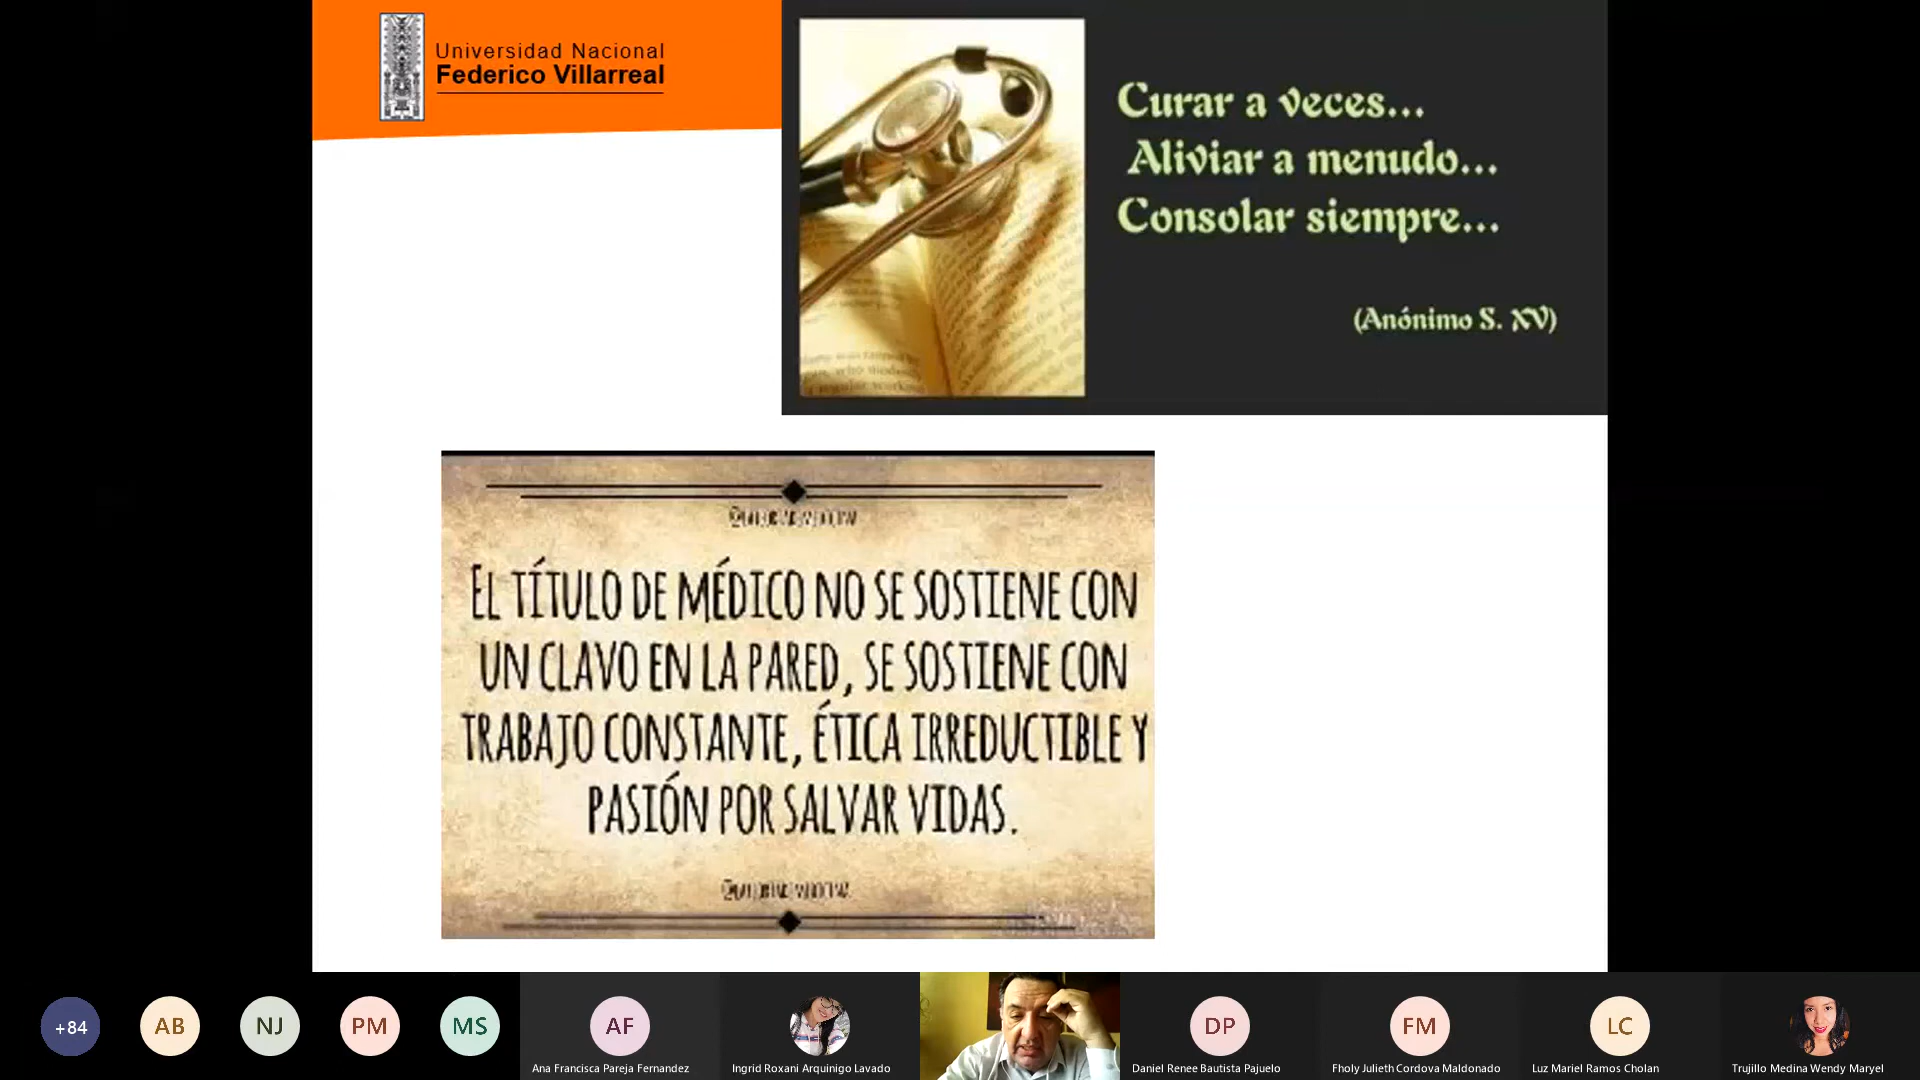 Universidad Nacional
Federico Villarreal
Curar a veces...
Aliviar a menudo...
Consolar siempre...
(Anónimo S. XV)
EL TÍTULO DE MÉDICO NO SE SOSTIENE CON
UN CLAVO EN LA PARED, SE SOSTIENE CON
TRABAJO CONSTANTE, ÉTICA IRREDUCTIBLE Y
PASIÓN POR SALVAR VIDAS.
+84
AB
NJ
PM
MS
AF
DP
FM
LC
Ana Francisca Pareja Fernandez
Ingrid Roxani Arquinigo Lavado
Daniel Renee Bautista Pajuelo
Fholy Julieth Cordova Maldonado
Luz Mariel Ramos Cholan
Trujillo Medina Wendy Maryel